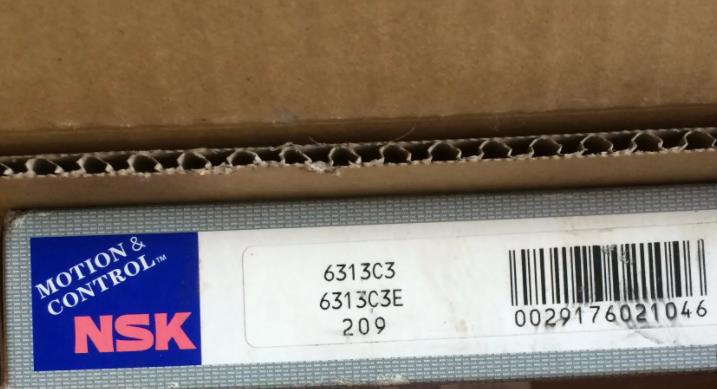 MOTION &
CONTROL™
NSK
6313C3
6313C3E
209
0029176021046